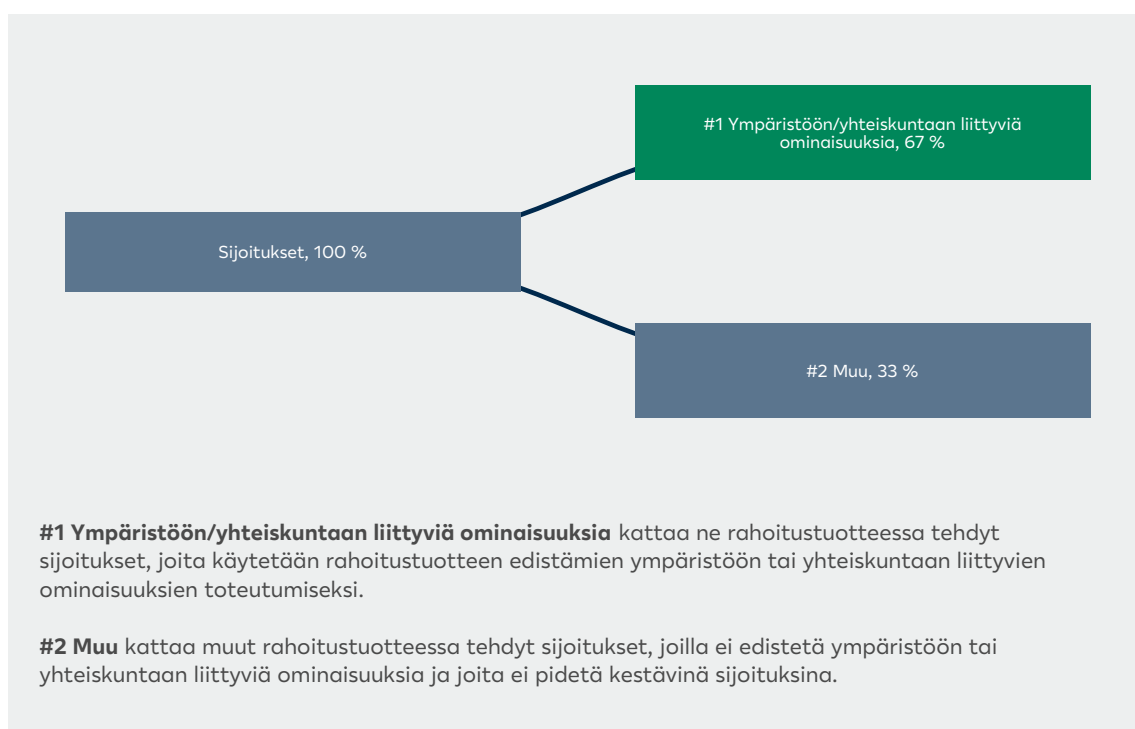 #1 Ympäristöön/yhteiskuntaan liittyviä
ominaisuuksia, 67 %
Sijoitukset, 100 %
#2 Muu, 33 %
#1 Ympäristöön/yhteiskuntaan liittyviä ominaisuuksia kattaa ne rahoitustuotteessa tehdyt
sijoitukset, joita käytetään rahoitustuotteen edistämien ympäristöön tai yhteiskuntaan liittyvien
ominaisuuksien toteutumiseksi.
#2 Muu kattaa muut rahoitustuotteessa tehdyt sijoitukset, joilla ei edistetä ympäristöön tai
yhteiskuntaan liittyviä ominaisuuksia ja joita ei pidetä kestävinä sijoituksina.